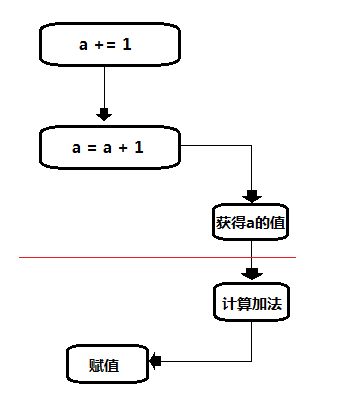 a += 1
a = a + 1
获得a的值
计算加法
赋值